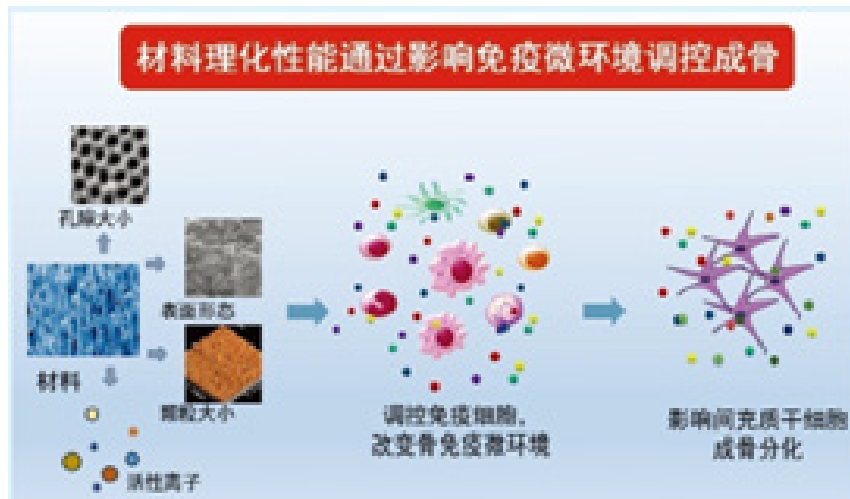 材料理化性能通过影响免疫微环境调控成骨
孔隙大小
表面形态
材料
颗粒大小
活性离子
调控免疫细胞，
改变骨免疫微环境
影响间充质干细胞
成骨分化